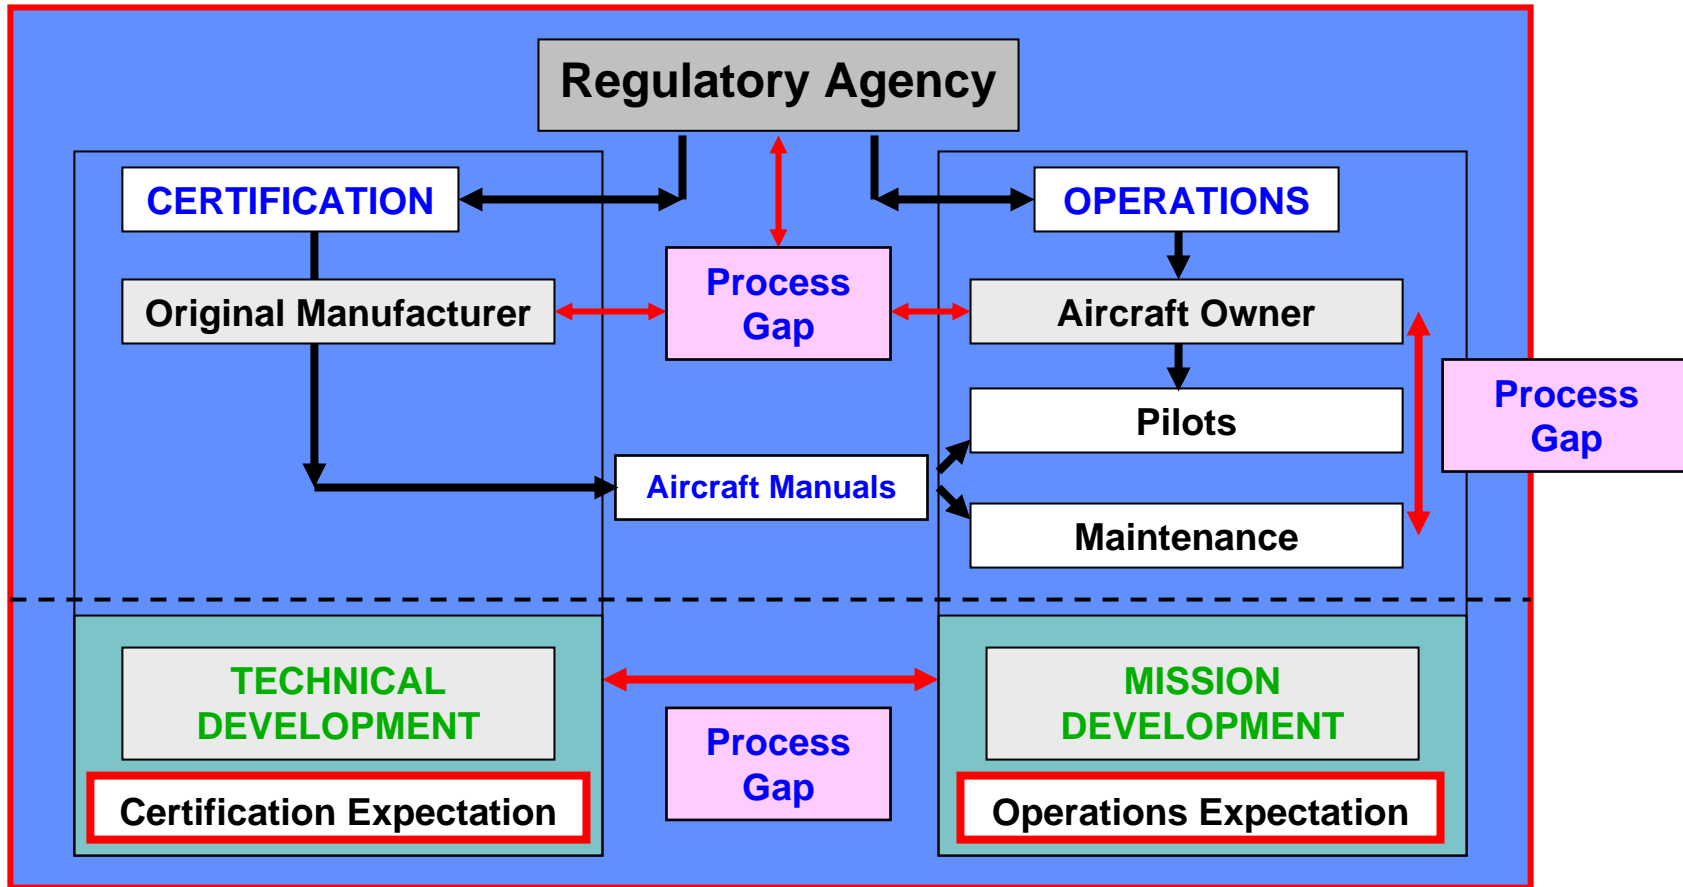 Regulatory Agency
CERTIFICATION
OPERATIONS
Process
Gap
Original Manufacturer
Aircraft Owner
Process
Gap
Pilots
Aircraft Manuals
Maintenance
TECHNICAL
DEVELOPMENT
MISSION
DEVELOPMENT
Process
Gap
Certification Expectation
Operations Expectation